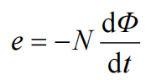 e = −N dΦ/dt